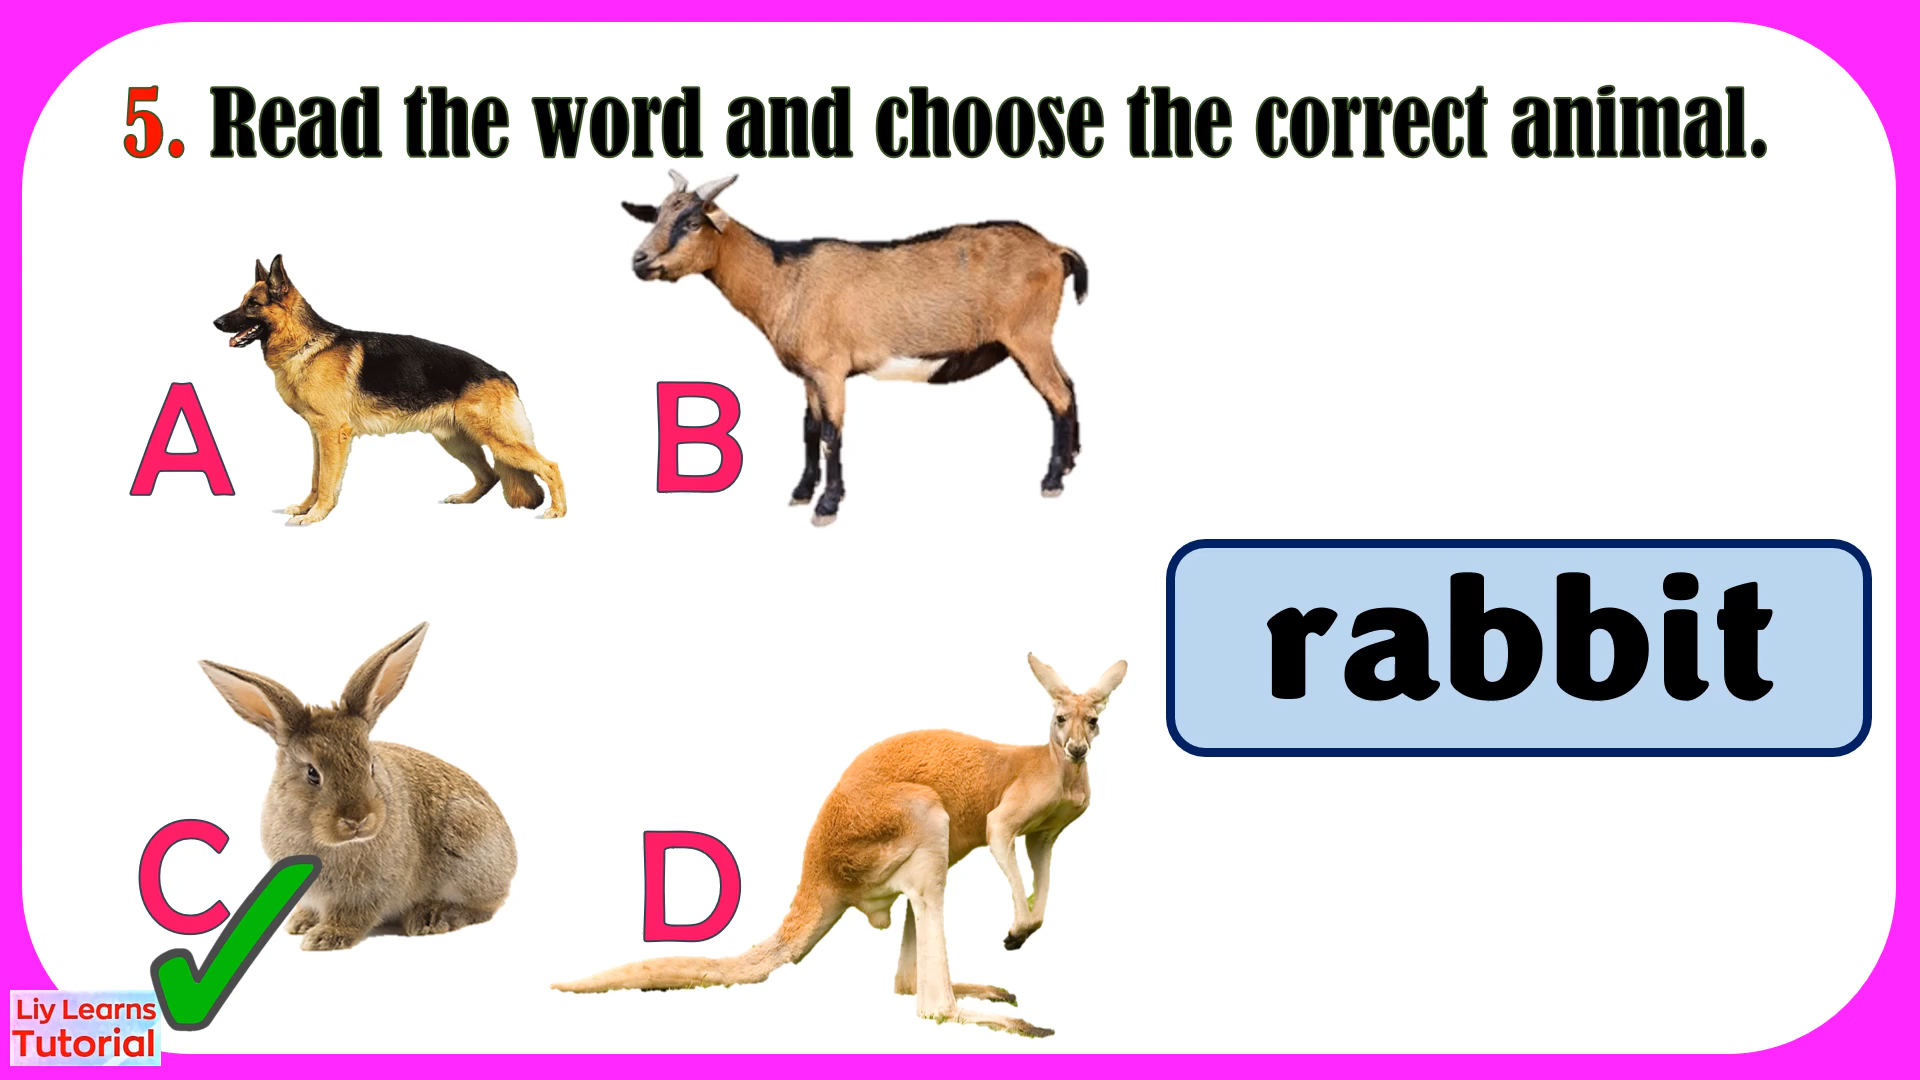 5. Read the word and choose the correct animal.
A
B
rabbit
C
D
Liy Learns
Tutorial